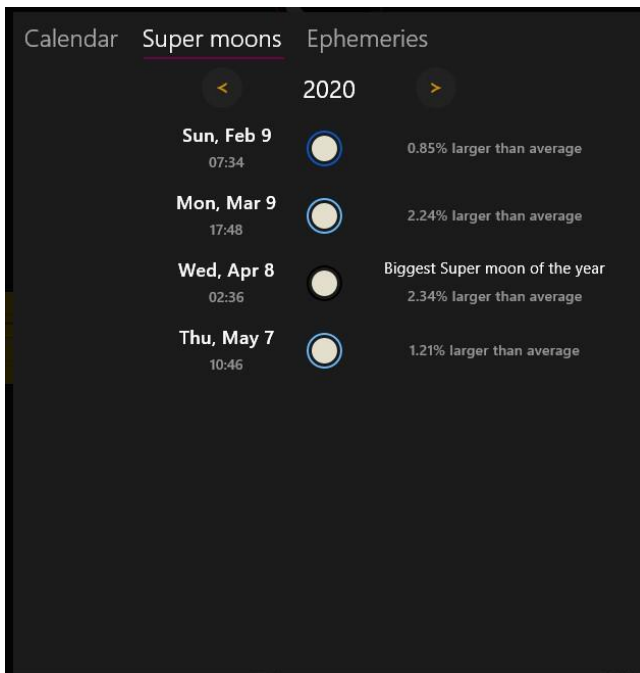 Calendar Super moons Ephemeries
< 2020 >
Sun, Feb 9
07:34
0.85% larger than average
Mon, Mar 9
17:48
2.24% larger than average
Wed, Apr 8
02:36
Biggest Super moon of the year
2.34% larger than average
Thu, May 7
10:46
1.21% larger than average